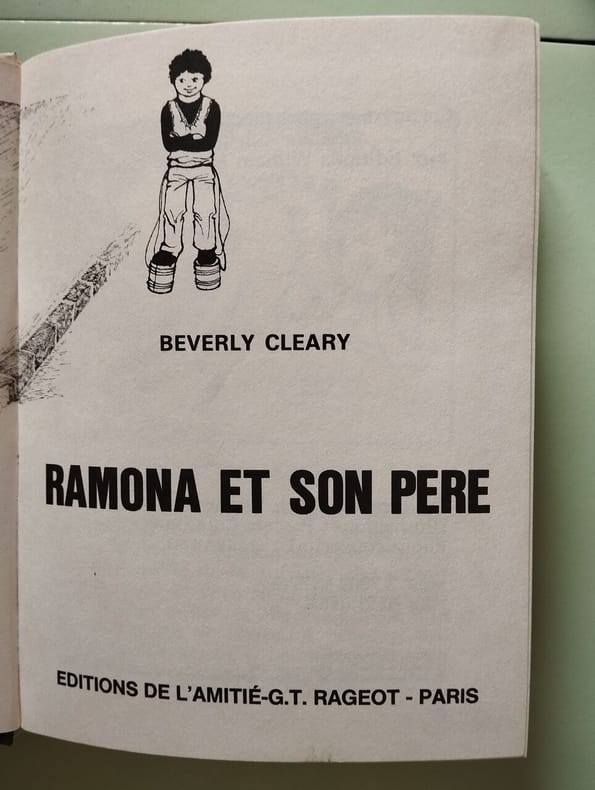 BEVERLY CLEARY
RAMONA ET SON PERE
EDITIONS DE L'AMITIÉ-G.T. RAGEOT - PARIS